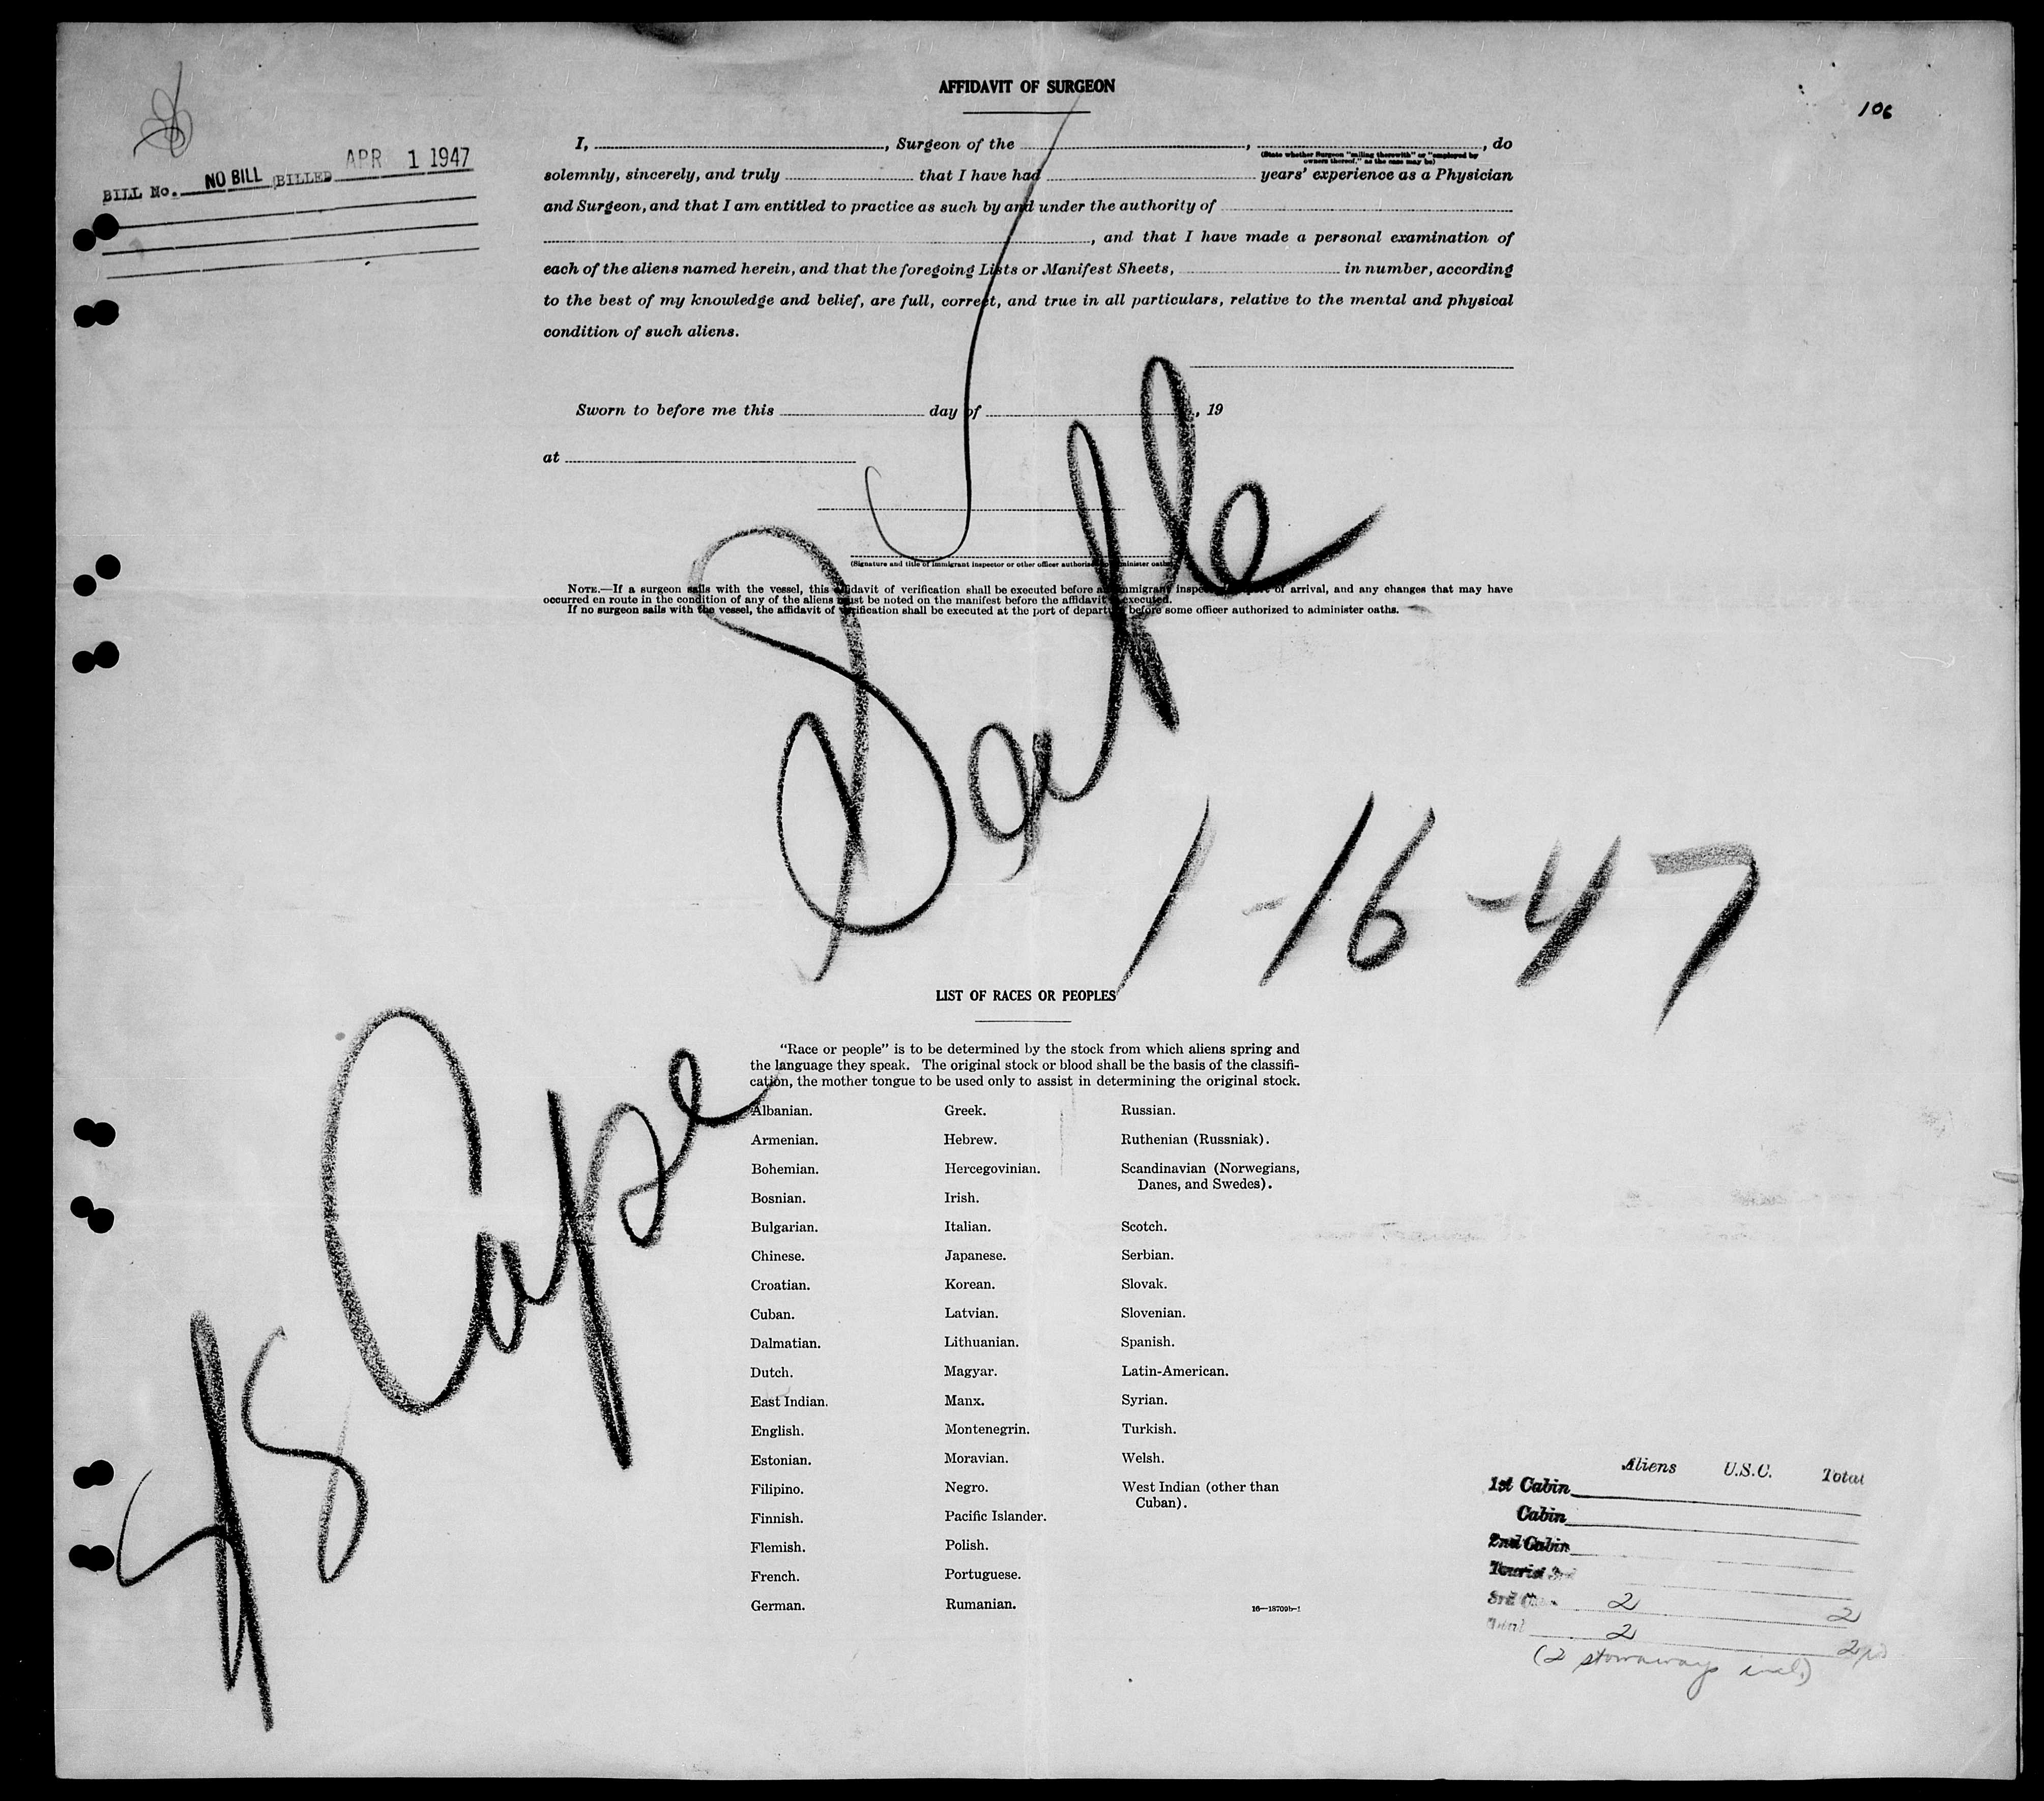 AFFIDAVIT OF SURGEON
106
BILL No. NO BILL BILLED APR 1 1947
I, , Surgeon of the , , do
(State whether Surgeon "sailing therewith" or "employed by
owners thereof," as the case may be)
solemnly, sincerely, and truly that I have had years' experience as a Physician
and Surgeon, and that I am entitled to practice as such by and under the authority of
, and that I have made a personal examination of
each of the aliens named herein, and that the foregoing Lists or Manifest Sheets, in number, according
to the best of my knowledge and belief, are full, correct, and true in all particulars, relative to the mental and physical
condition of such aliens.
Sworn to before me this day of , 19
at
(Signature and title of immigrant inspector or other officer authorized to administer oaths)
NOTE.—If a surgeon sails with the vessel, this affidavit of verification shall be executed before an immigrant inspector at port of arrival, and any changes that may have
occurred en route in the condition of any of the aliens must be noted on the manifest before the affidavit is executed.
If no surgeon sails with the vessel, the affidavit of verification shall be executed at the port of departure before some officer authorized to administer oaths.
SS Cape
1-16-47
LIST OF RACES OR PEOPLES
"Race or people" is to be determined by the stock from which aliens spring and
the language they speak. The original stock or blood shall be the basis of the classifi-
cation, the mother tongue to be used only to assist in determining the original stock.
Albanian.
Armenian.
Bohemian.
Bosnian.
Bulgarian.
Chinese.
Croatian.
Cuban.
Dalmatian.
Dutch.
East Indian.
English.
Estonian.
Filipino.
Finnish.
Flemish.
French.
German.
Greek.
Hebrew.
Hercegovinian.
Irish.
Italian.
Japanese.
Korean.
Latvian.
Lithuanian.
Magyar.
Manx.
Montenegrin.
Moravian.
Negro.
Pacific Islander.
Polish.
Portuguese.
Rumanian.
Russian.
Ruthenian (Russniak).
Scandinavian (Norwegians,
Danes, and Swedes).
Scotch.
Serbian.
Slovak.
Slovenian.
Spanish.
Latin-American.
Syrian.
Turkish.
Welsh.
West Indian (other than
Cuban).
16—18709b-1
Aliens U.S.C. Total
1st Cabin
Cabin
2nd Cabin
Tourist 3rd
3rd 2 2
Total 2 2
(2 stowaways incl.)